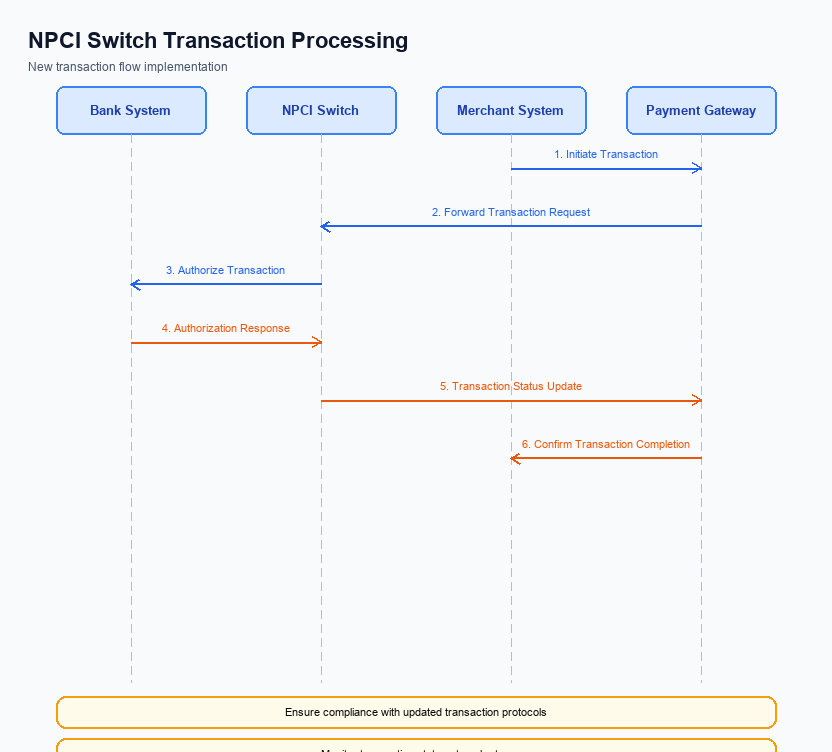 NPCI Switch Transaction Processing
New transaction flow implementation
Bank System
NPCI Switch
Merchant System
Payment Gateway
1. Initiate Transaction
2. Forward Transaction Request
3. Authorize Transaction
4. Authorization Response
5. Transaction Status Update
6. Confirm Transaction Completion
Ensure compliance with updated transaction protocols